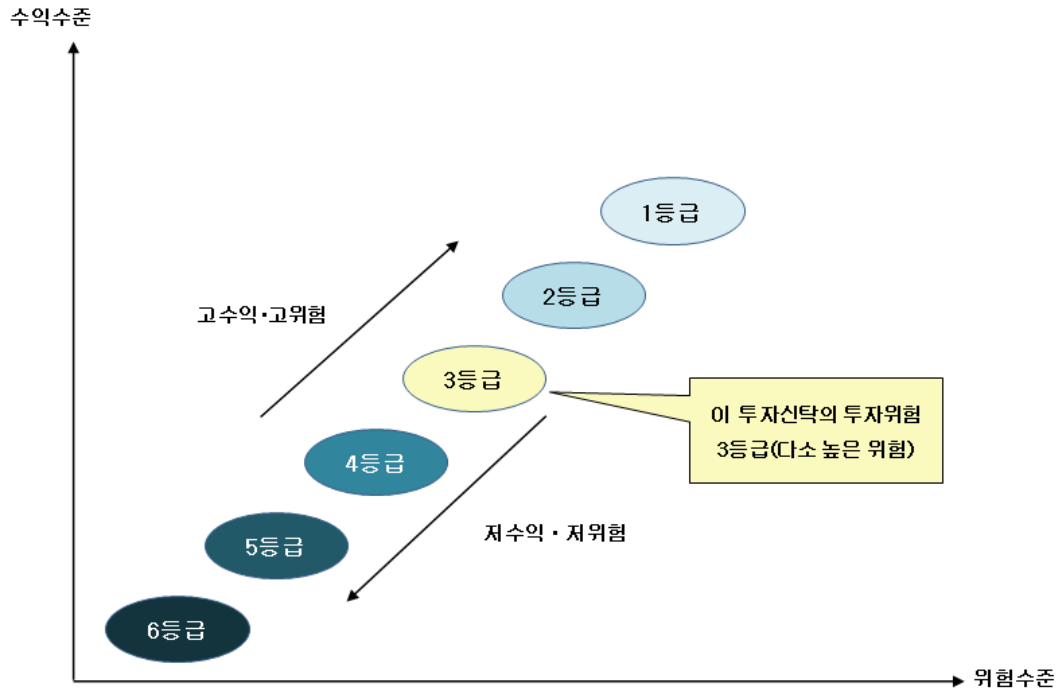 수익수준
1등급
2등급
고수익·고위험
3등급
이 투자신탁의 투자위험
3등급(다소 높은 위험)
4등급
저수익·저위험
5등급
6등급
위험수준